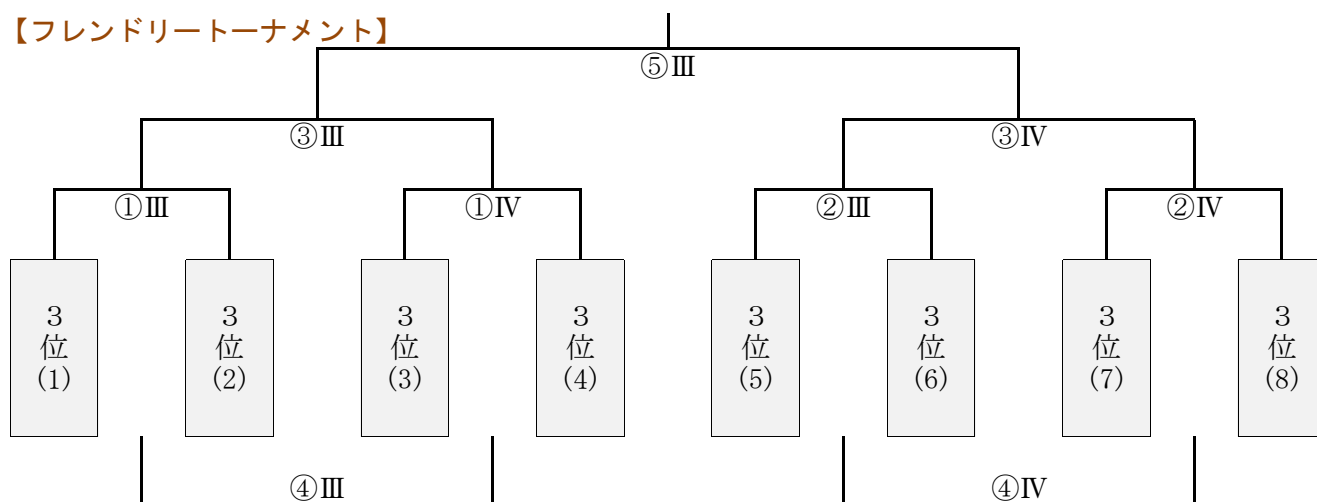 【フレンドリートーナメント】
⑤Ⅲ
③Ⅲ
③Ⅳ
①Ⅲ
①Ⅳ
②Ⅲ
②Ⅳ
３位(1)
３位(2)
３位(3)
３位(4)
３位(5)
３位(6)
３位(7)
３位(8)
④Ⅲ
④Ⅳ